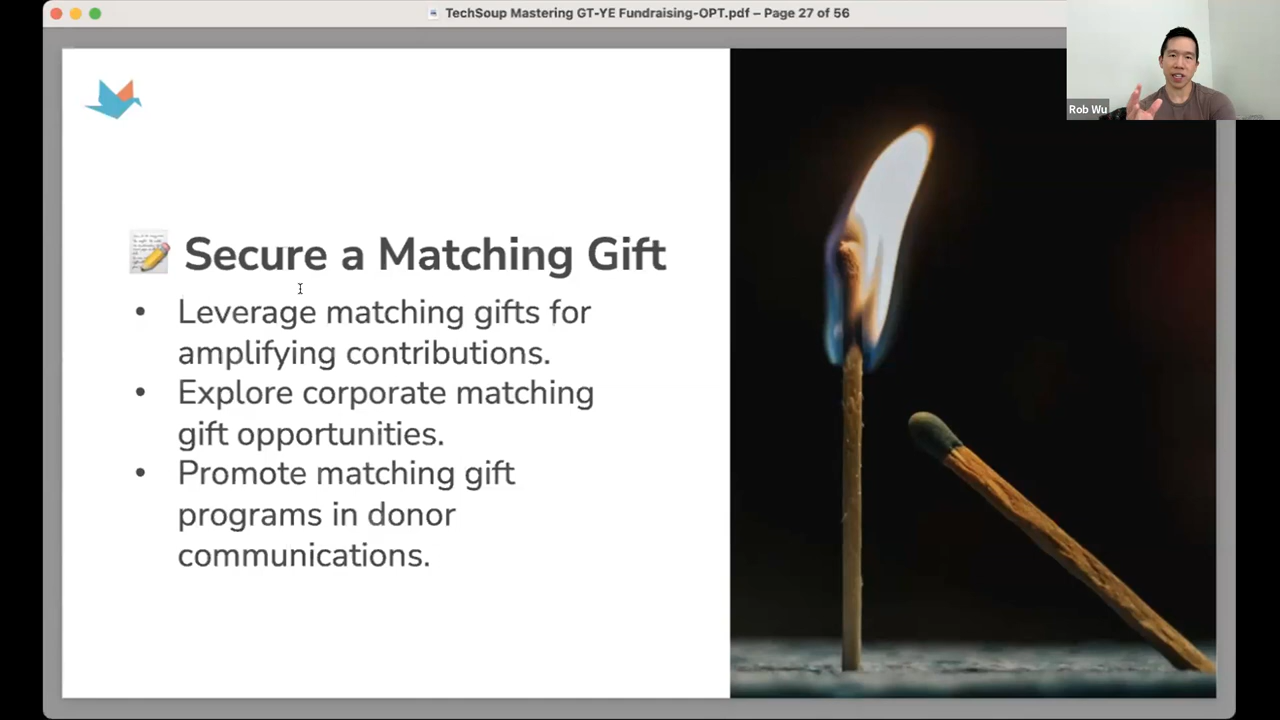 TechSoup Mastering GT-YE Fundraising-OPT.pdf – Page 27 of 56
Rob Wu
Secure a Matching Gift
• Leverage matching gifts for
amplifying contributions.
• Explore corporate matching
gift opportunities.
• Promote matching gift
programs in donor
communications.